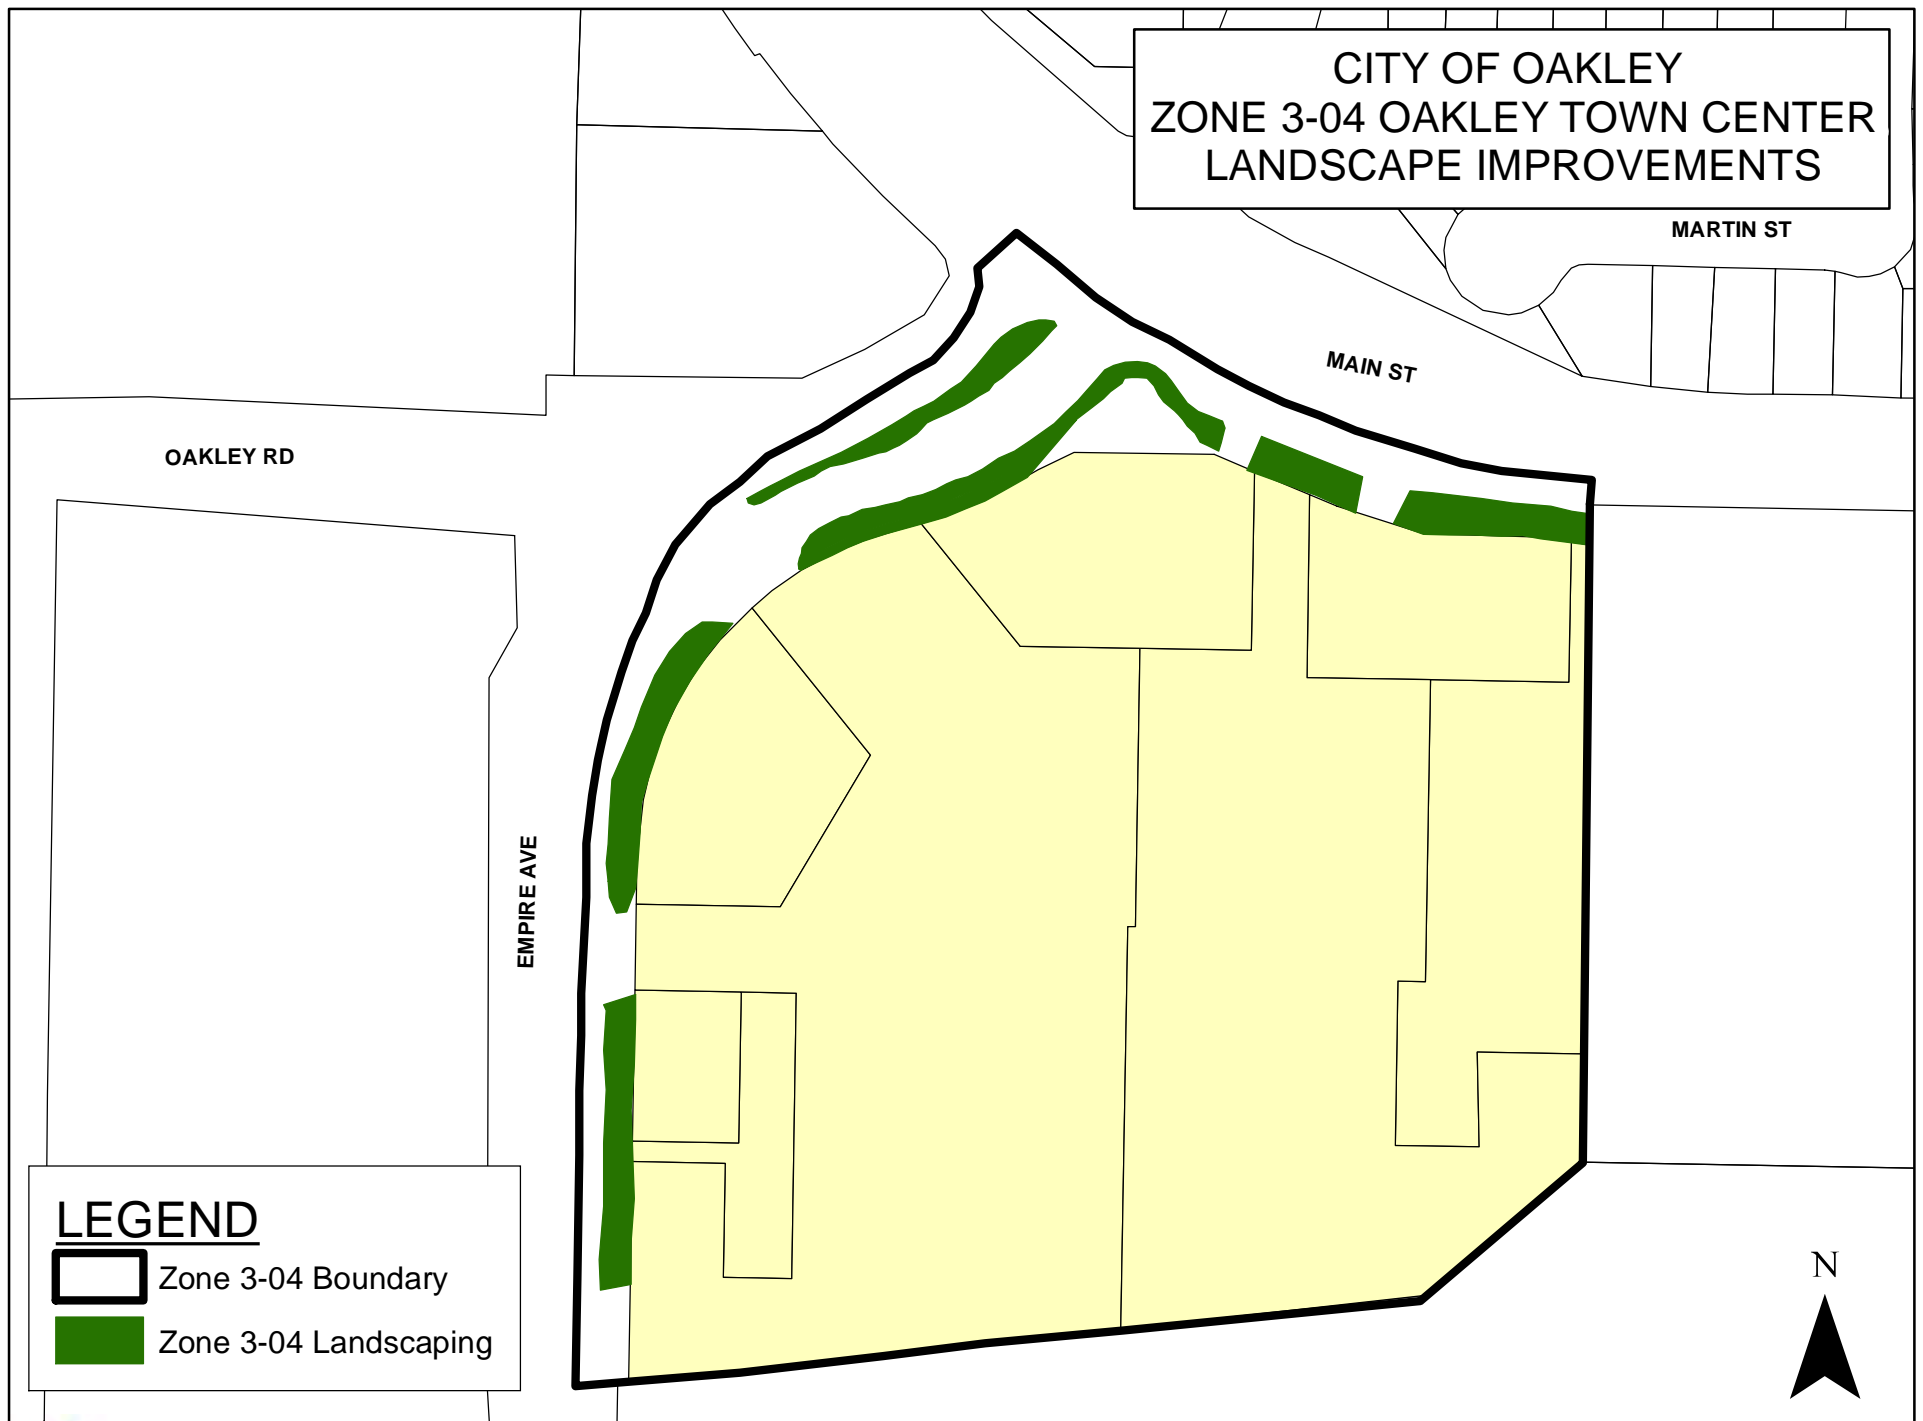 CITY OF OAKLEY
ZONE 3-04 OAKLEY TOWN CENTER
LANDSCAPE IMPROVEMENTS
MARTIN ST
MAIN ST
OAKLEY RD
EMPIRE AVE
LEGEND
Zone 3-04 Boundary
Zone 3-04 Landscaping
N